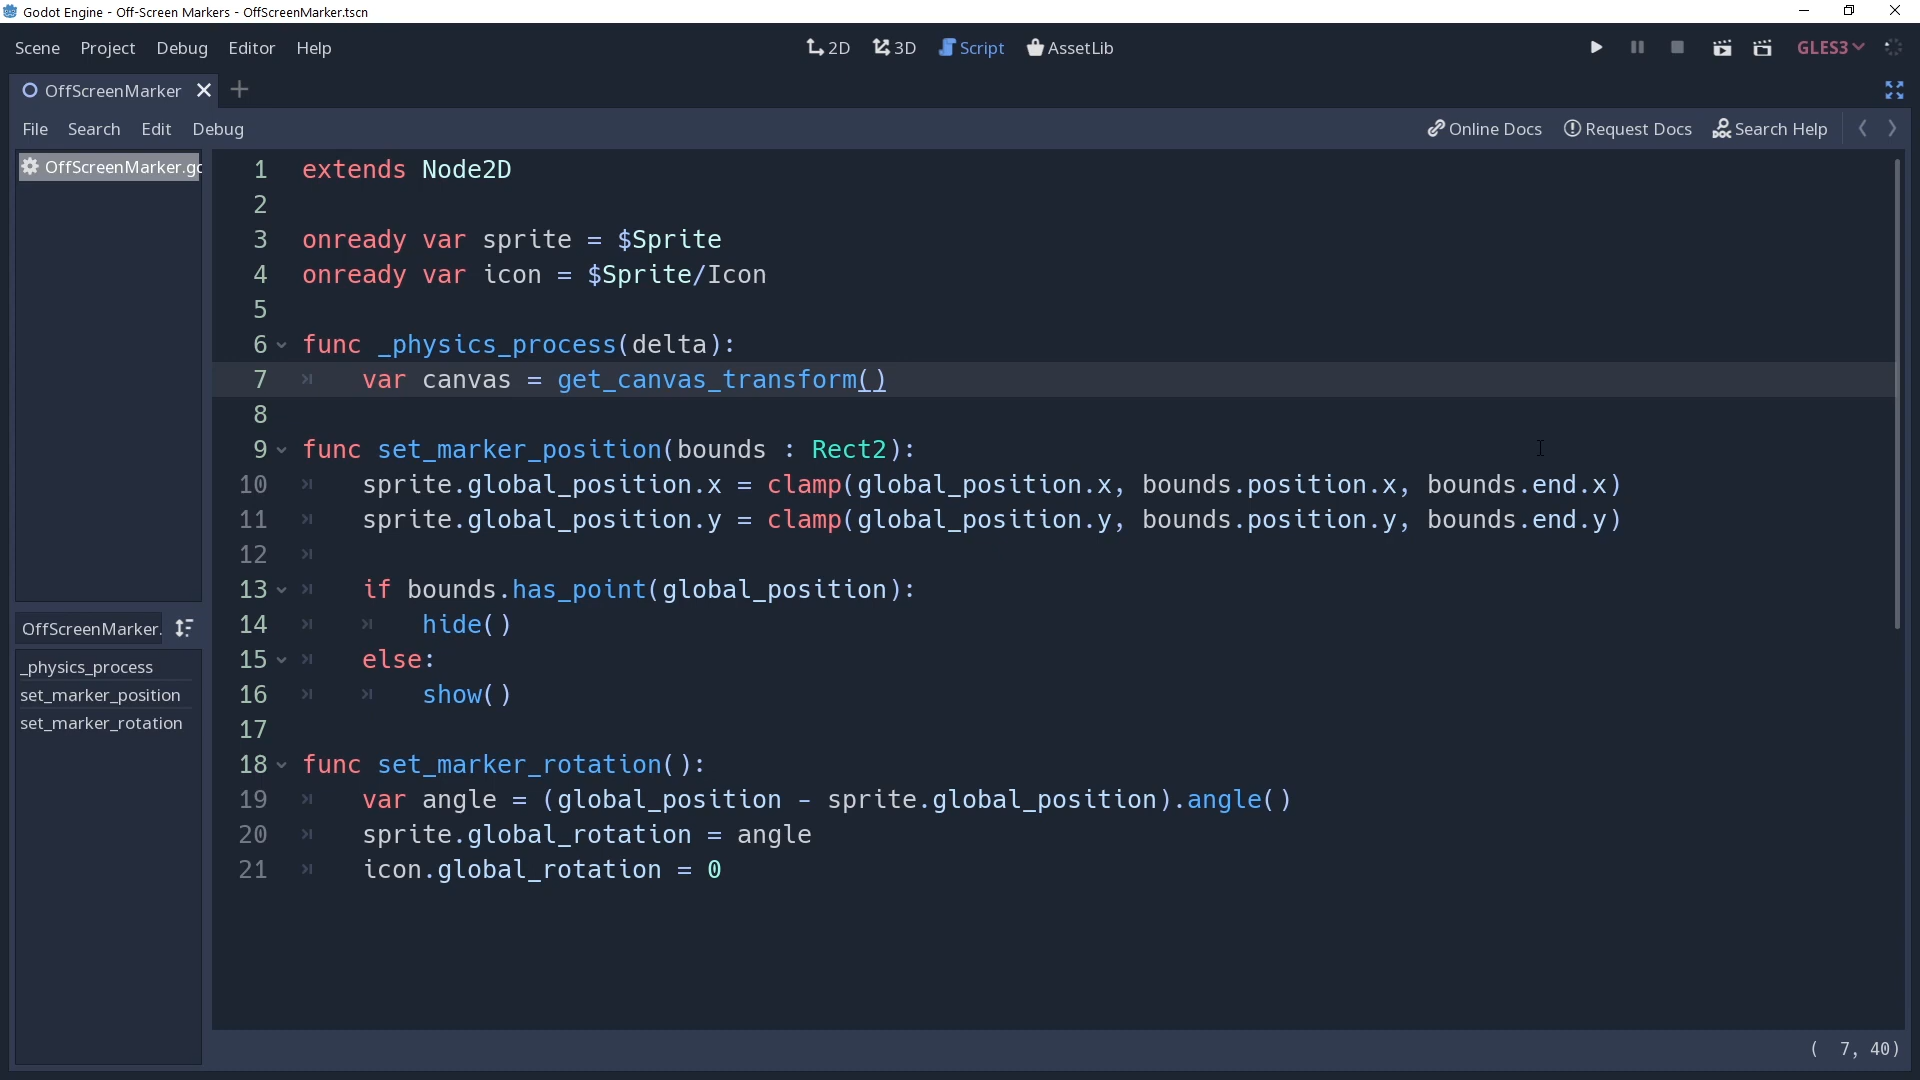 Godot Engine - Off-Screen Markers - OffScreenMarker.tscn
Scene Project Debug Editor Help 2D 3D Script AssetLib GLES3
OffScreenMarker
File Search Edit Debug Online Docs Request Docs Search Help
OffScreenMarker.gd
1 extends Node2D
2
3 onready var sprite = $Sprite
4 onready var icon = $Sprite/Icon
5
6 func _physics_process(delta):
7 var canvas = get_canvas_transform()
8
9 func set_marker_position(bounds : Rect2):
10 sprite.global_position.x = clamp(global_position.x, bounds.position.x, bounds.end.x)
11 sprite.global_position.y = clamp(global_position.y, bounds.position.y, bounds.end.y)
12
13 if bounds.has_point(global_position):
14 hide()
15 else:
16 show()
17
18 func set_marker_rotation():
19 var angle = (global_position - sprite.global_position).angle()
20 sprite.global_rotation = angle
21 icon.global_rotation = 0
OffScreenMarker.
_physics_process
set_marker_position
set_marker_rotation
( 7, 40)